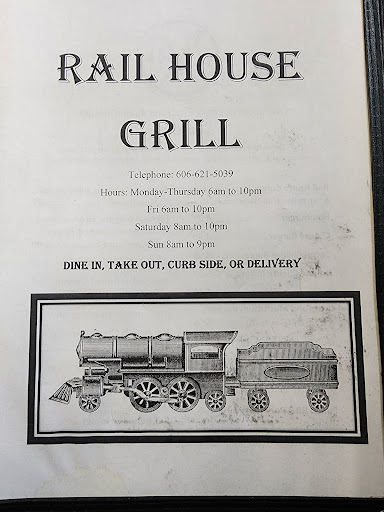 RAIL HOUSE
GRILL
Telephone: 606-621-5039
Hours: Monday-Thursday 6am to 10pm
Fri 6am to 10pm
Saturday 8am to 10pm
Sun 8am to 9pm
DINE IN, TAKE OUT, CURB SIDE, OR DELIVERY